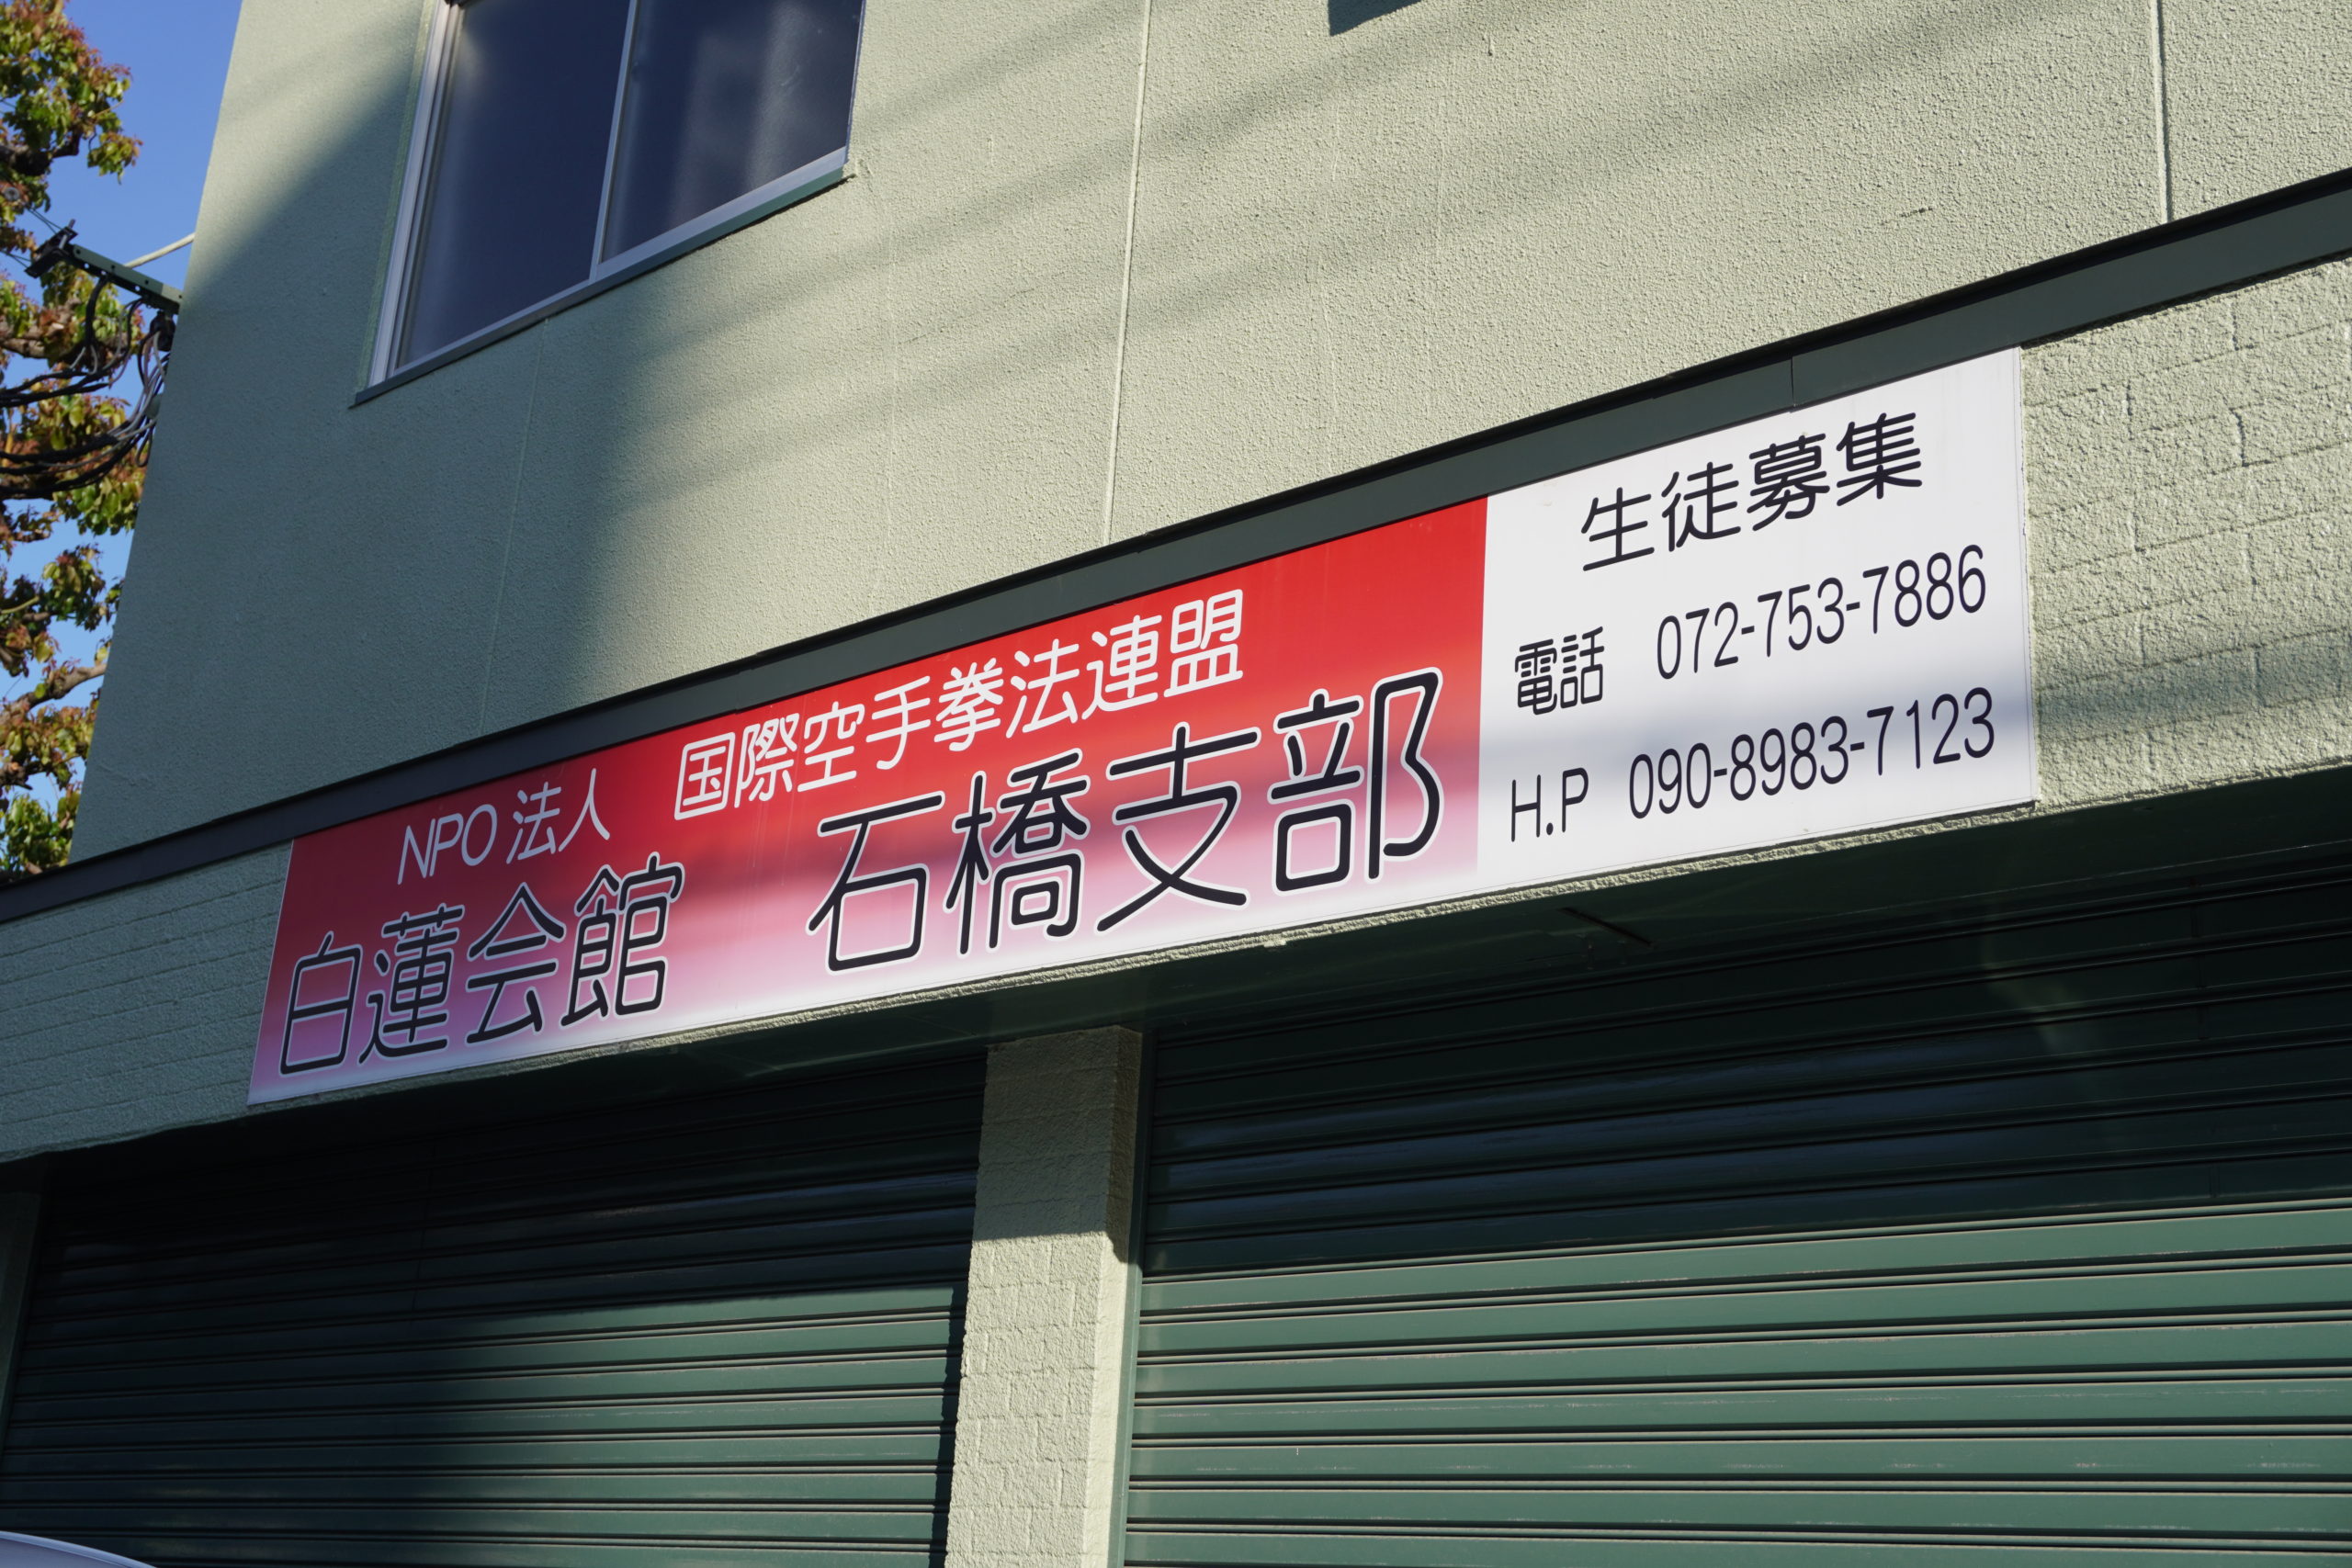 NPO 法人 国際空手拳法連盟
白蓮会館 石橋支部
生徒募集
電話 072-753-7886
H.P 090-8983-7123